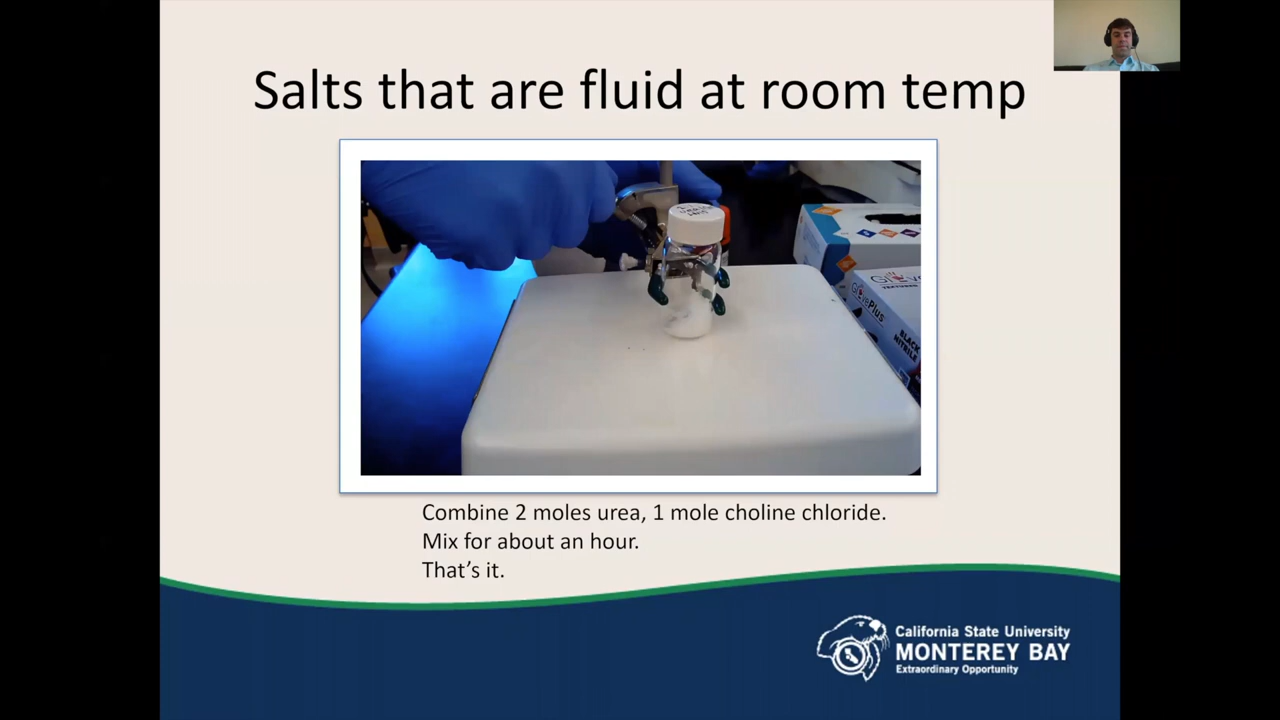 Salts that are fluid at room temp
GlovePlus
BLACK
NITRILE
Combine 2 moles urea, 1 mole choline chloride.
Mix for about an hour.
That's it.
California State University
MONTEREY BAY
Extraordinary Opportunity